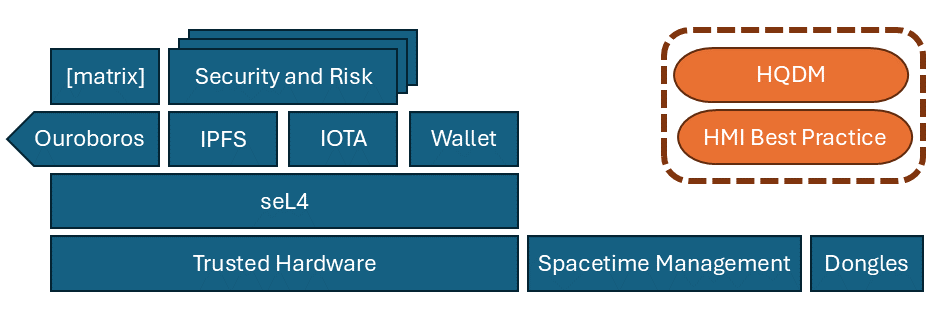 [matrix]
Security and Risk
HQDM
Ouroboros
IPFS
IOTA
Wallet
HMI Best Practice
seL4
Trusted Hardware
Spacetime Management
Dongles